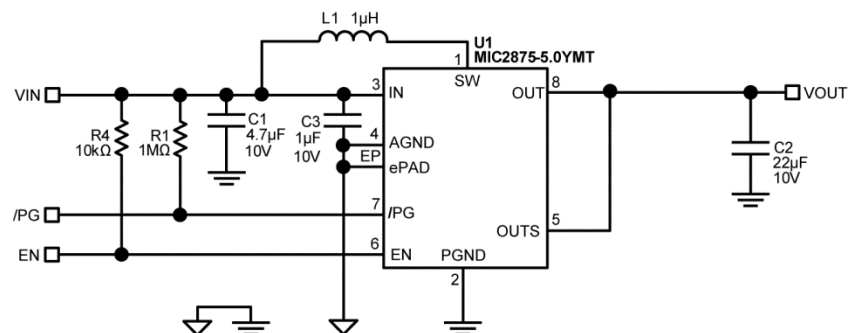 L1 1µH
U1
MIC2875-5.0YMT
1
SW
VIN
3
IN
OUT
8
VOUT
R4
10kΩ
R1
1MΩ
C1
4.7µF
10V
C3
1µF
10V
4
AGND
EP
ePAD
C2
22µF
10V
/PG
7
/PG
OUTS
5
EN
6
EN
PGND
2